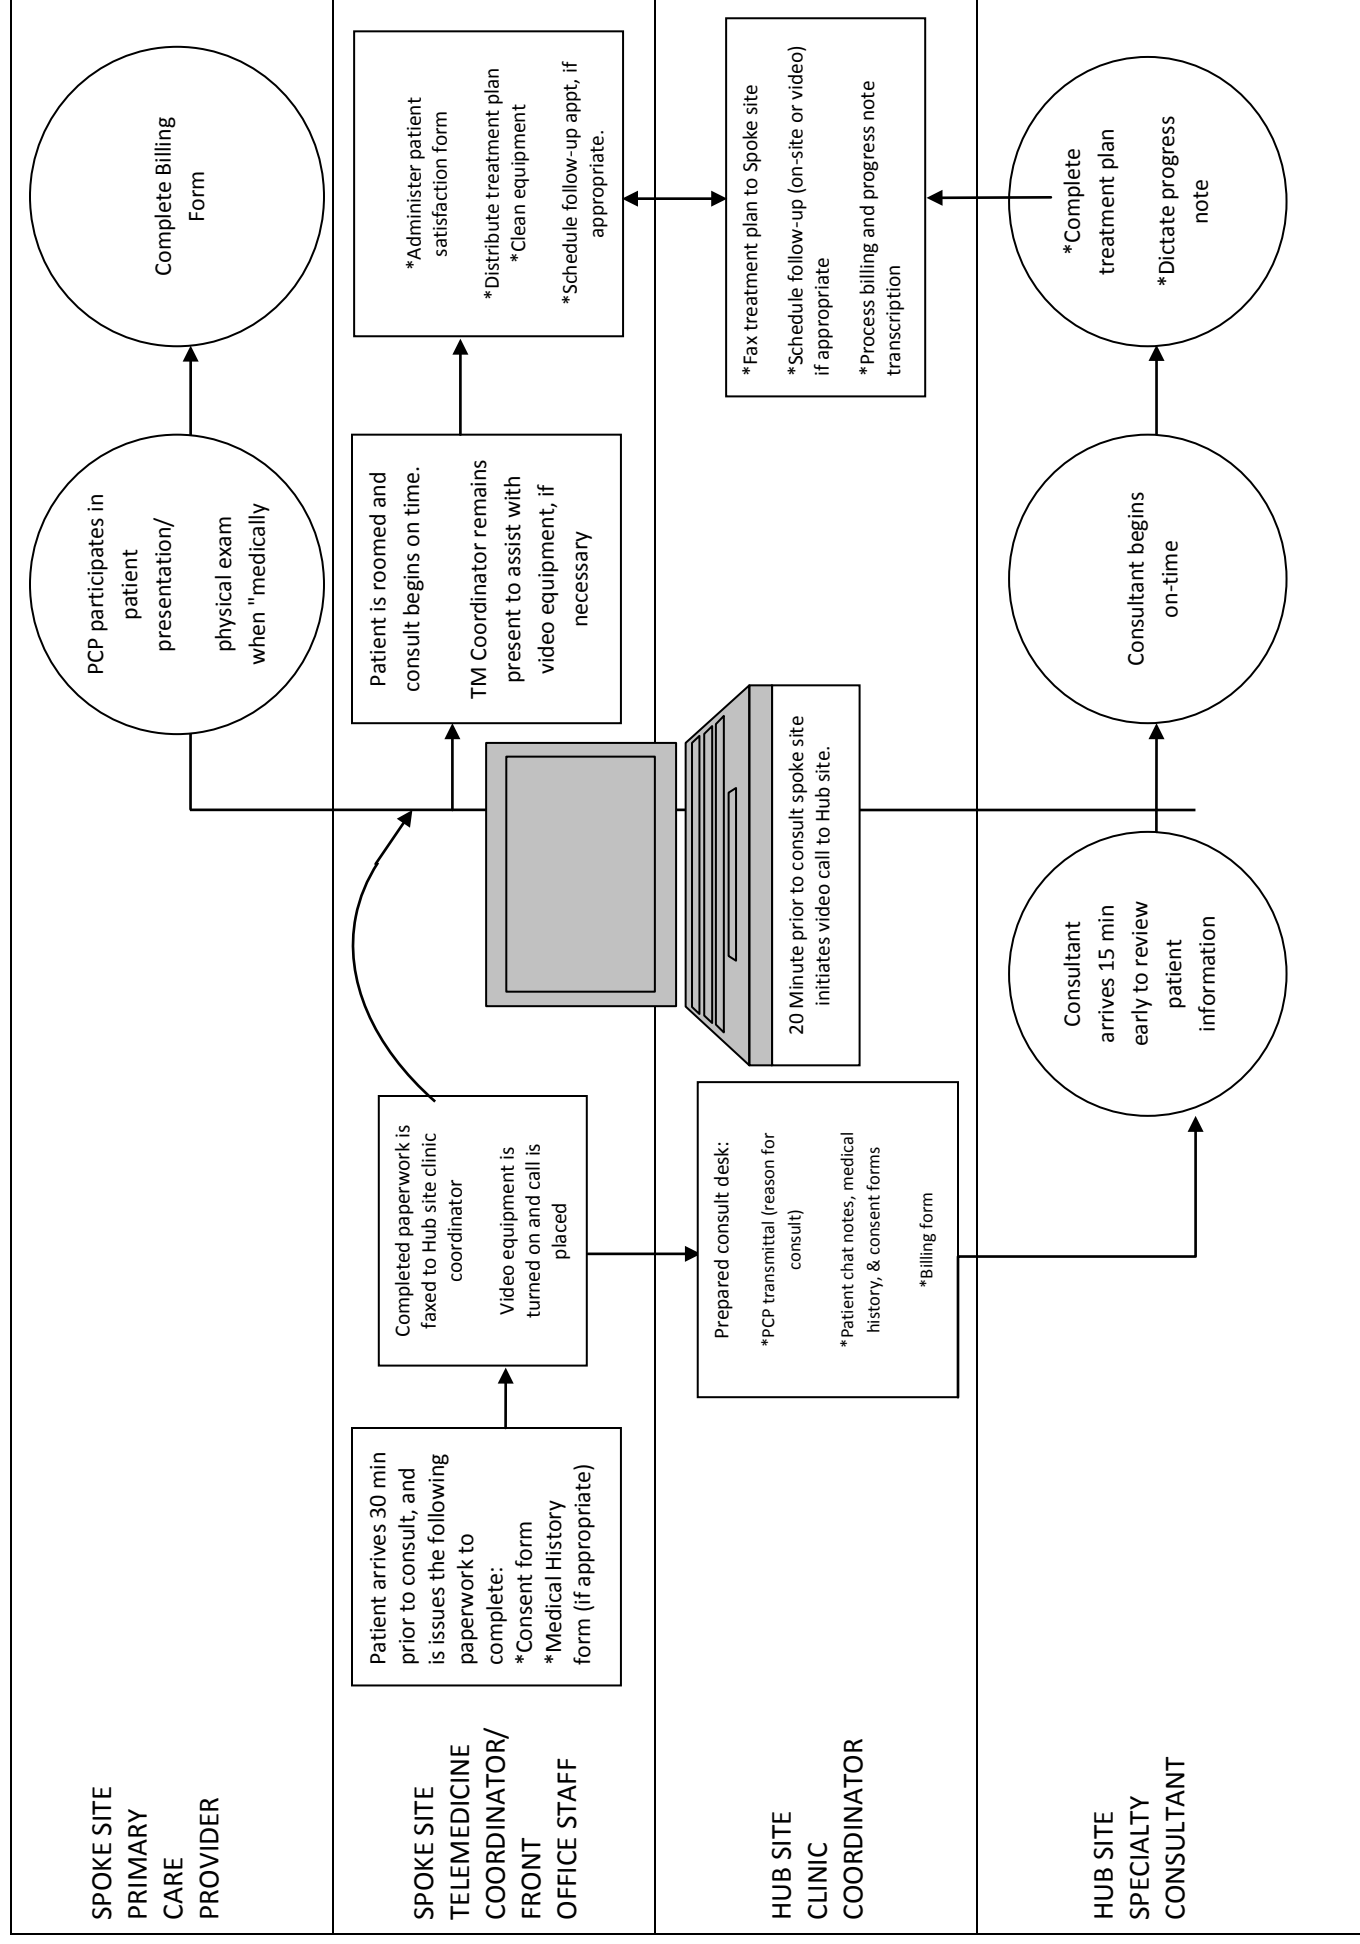 SPOKE SITE
PRIMARY
CARE
PROVIDER
PCP participates in
patient
presentation/
physical exam
when "medically
Complete Billing
Form
SPOKE SITE
TELEMEDICINE
COORDINATOR/
FRONT
OFFICE STAFF
Patient arrives 30 min
prior to consult, and
is issues the following
paperwork to
complete:
*Consent form
*Medical History
form (if appropriate)
Completed paperwork is
faxed to Hub site clinic
coordinator
Video equipment is
turned on and call is
placed
Patient is roomed and
consult begins on time.
TM Coordinator remains
present to assist with
video equipment, if
necessary
*Administer patient
satisfaction form
*Distribute treatment plan
*Clean equipment
*Schedule follow-up appt, if
appropriate.
HUB SITE
CLINIC
COORDINATOR
Prepared consult desk:
*PCP transmittal (reason for
consult)
*Patient chat notes, medical
history, & consent forms
*Billing form
20 Minute prior to consult spoke site
initiates video call to Hub site.
*Fax treatment plan to Spoke site
*Schedule follow-up (on-site or video)
if appropriate
*Process billing and progress note
transcription
HUB SITE
SPECIALTY
CONSULTANT
Consultant
arrives 15 min
early to review
patient
information
Consultant begins
on-time
*Complete
treatment plan
*Dictate progress
note